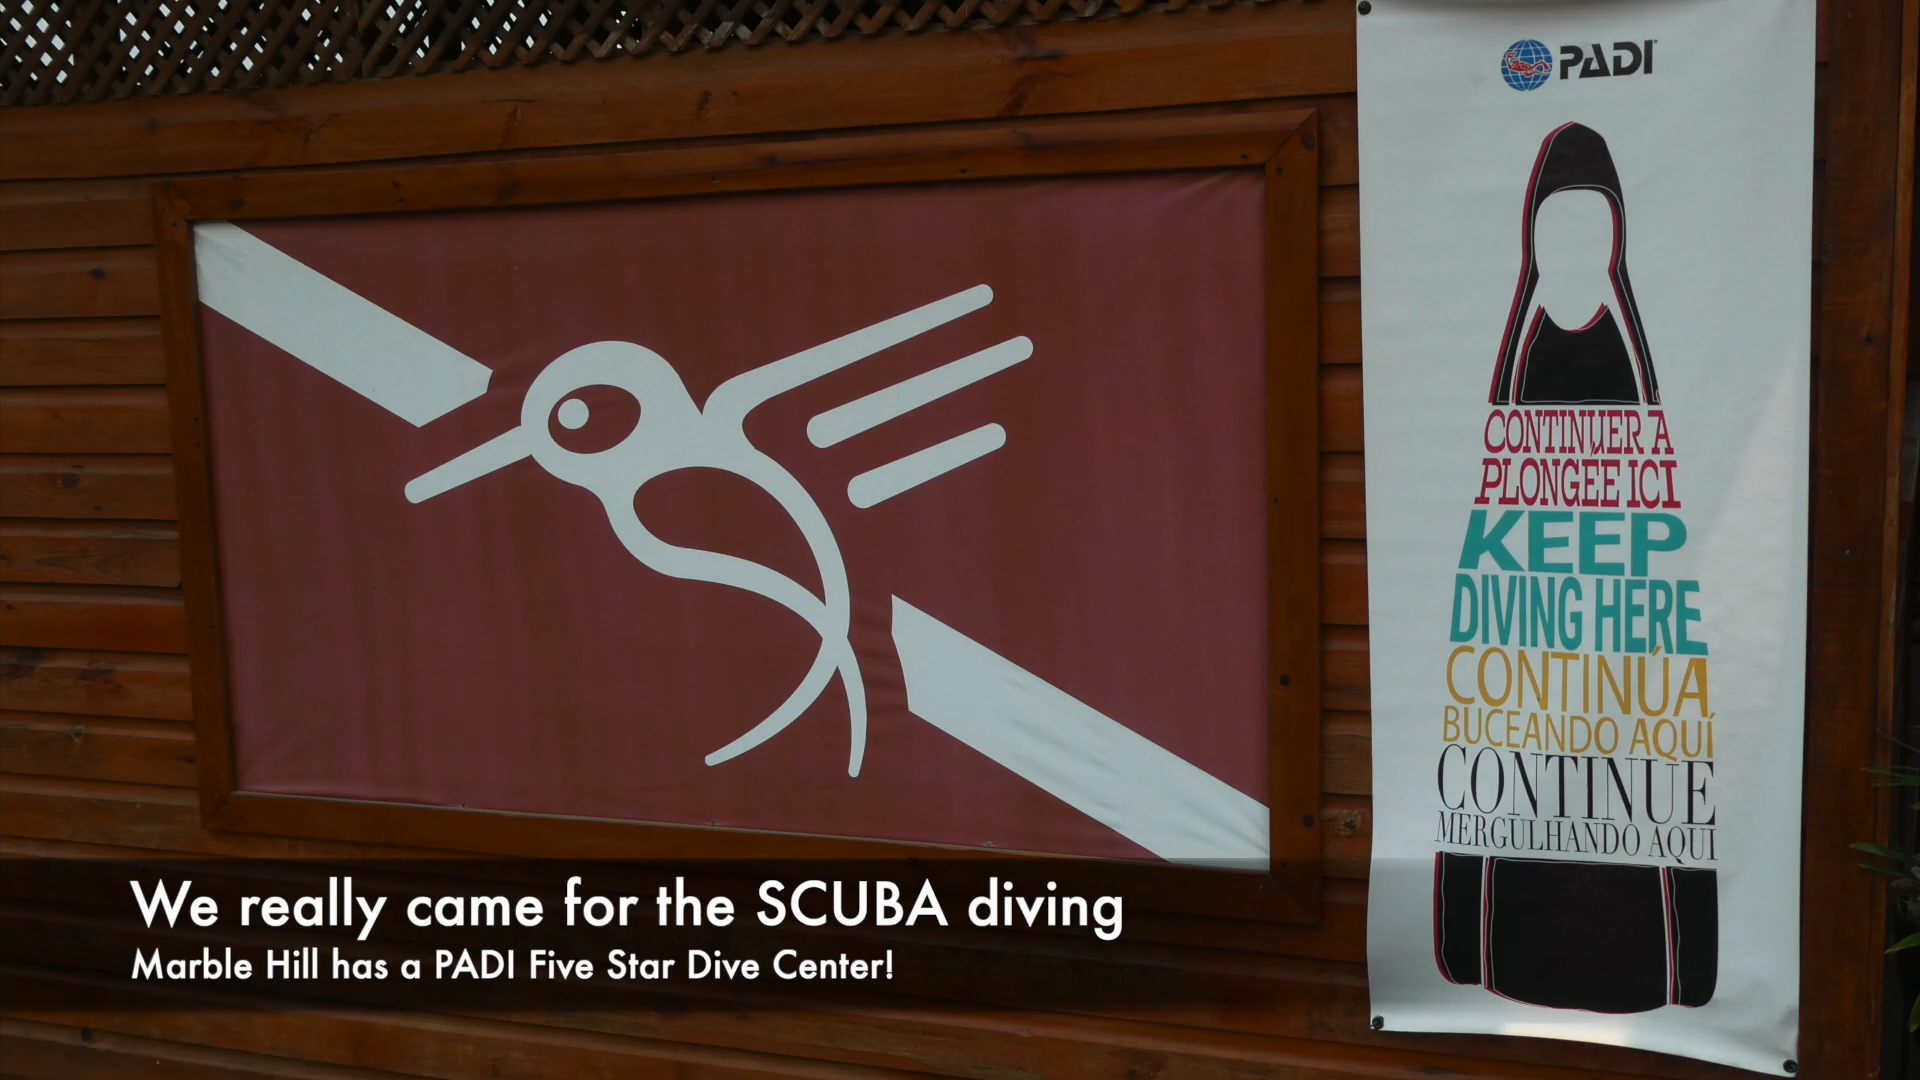 PADI
CONTINUER A
PLONGÉE ICI
KEEP
DIVING HERE
CONTINÚA
BUCEANDO AQUÍ
CONTINUE
MERGULHANDO AQUI
We really came for the SCUBA diving
Marble Hill has a PADI Five Star Dive Center!